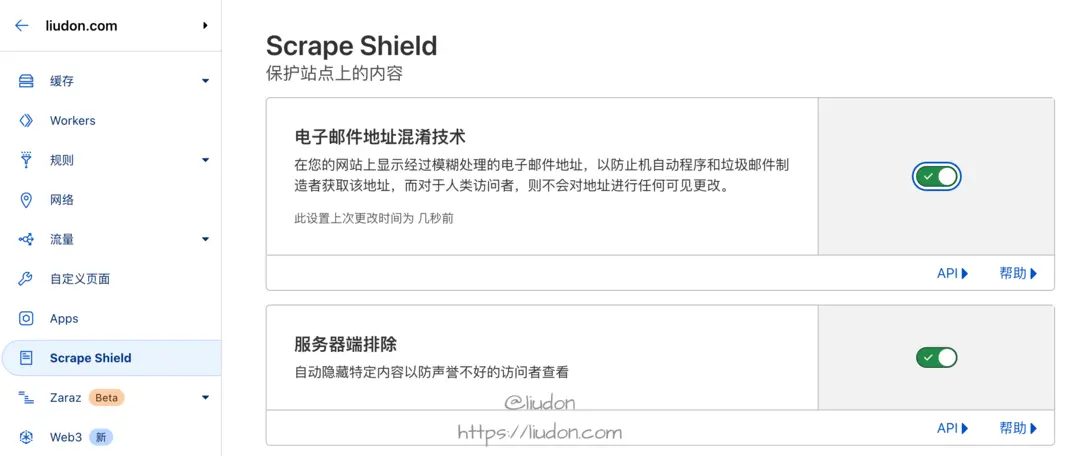 liudon.com
缓存
Workers
规则
网络
流量
自定义页面
Apps
Scrape Shield
Zaraz Beta
Web3 新
Scrape Shield
保护站点上的内容
电子邮件地址混淆技术
在您的网站上显示经过模糊处理的电子邮件地址，以防止机自动程序和垃圾邮件制
造者获取该地址，而对于人类访问者，则不会对地址进行任何可见更改。
此设置上次更改时间为 几秒前
API 帮助
服务器端排除
自动隐藏特定内容以防声誉不好的访问者查看
API 帮助
@liudon
https://liudon.com